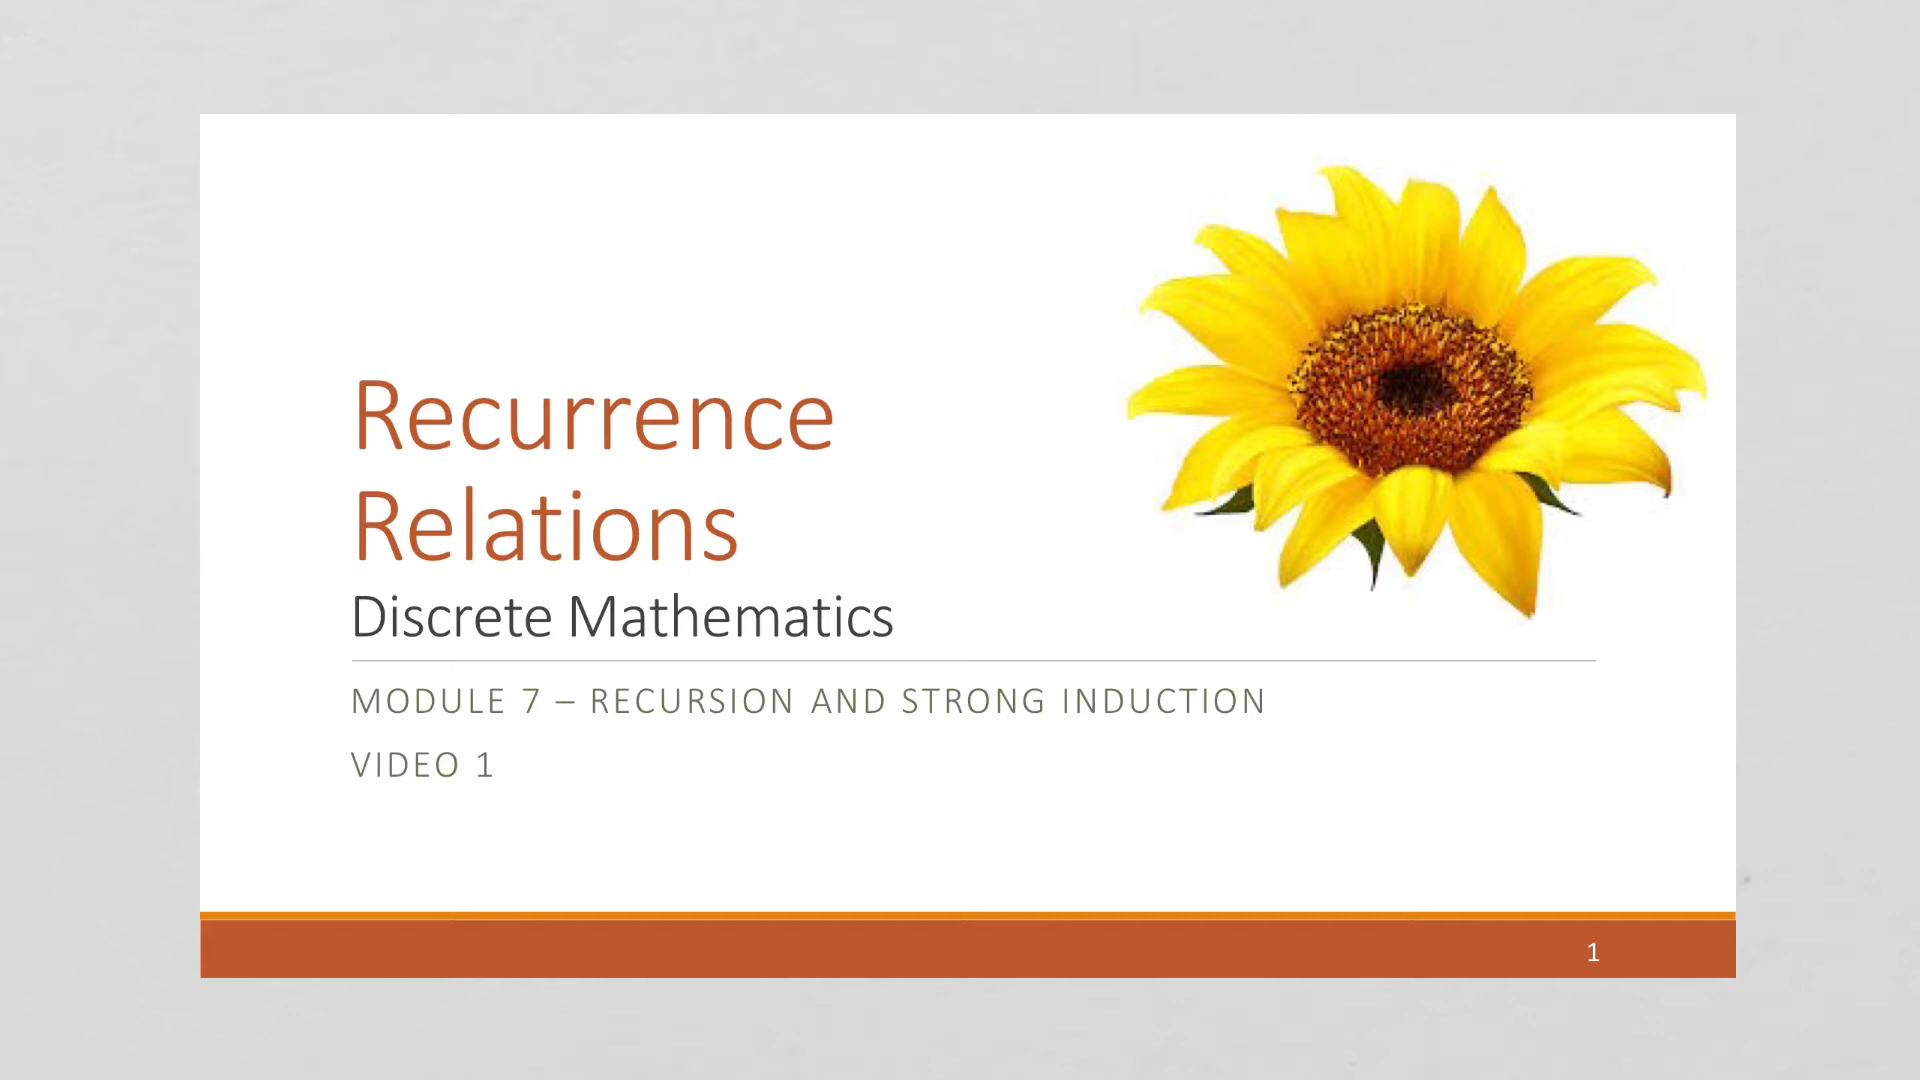 Recurrence
Relations
Discrete Mathematics
MODULE 7 – RECURSION AND STRONG INDUCTION
VIDEO 1
1